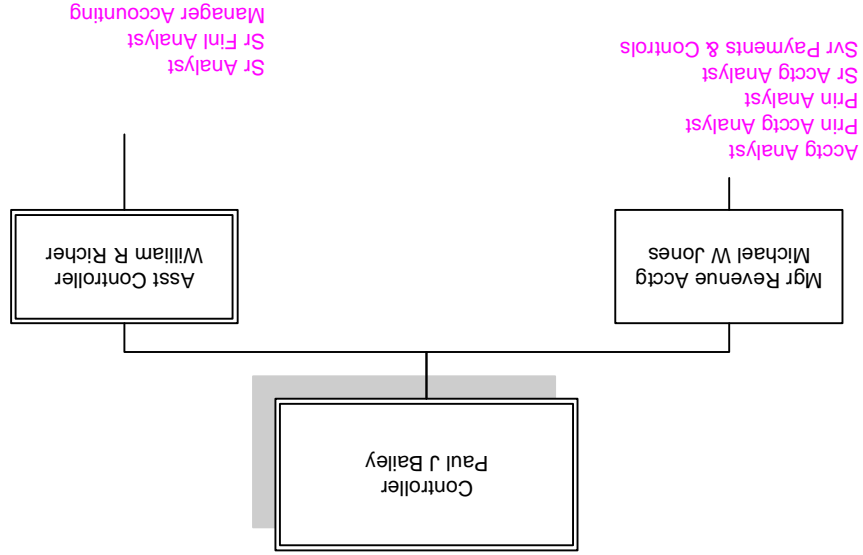 Controller
Paul J Bailey
Mgr Revenue Acctg
Michael W Jones
Acctg Analyst
Prin Acctg Analyst
Prin Analyst
Sr Acctg Analyst
Svr Payments & Controls
Asst Controller
William R Richer
Sr Analyst
Sr Finl Analyst
Manager Accounting